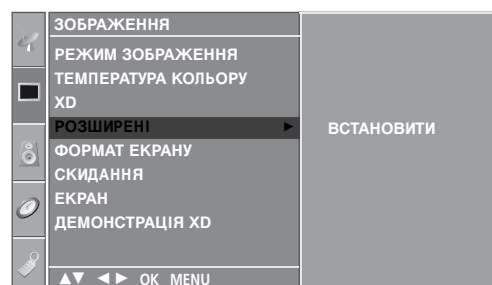 ЗОБРАЖЕННЯ
РЕЖИМ ЗОБРАЖЕННЯ
ТЕМПЕРАТУРА КОЛЬОРУ
XD
РОЗШИРЕНІ ►
ВСТАНОВИТИ
ФОРМАТ ЕКРАНУ
СКИДАННЯ
ЕКРАН
ДЕМОНСТРАЦІЯ XD
▲▼ ◄► OK MENU